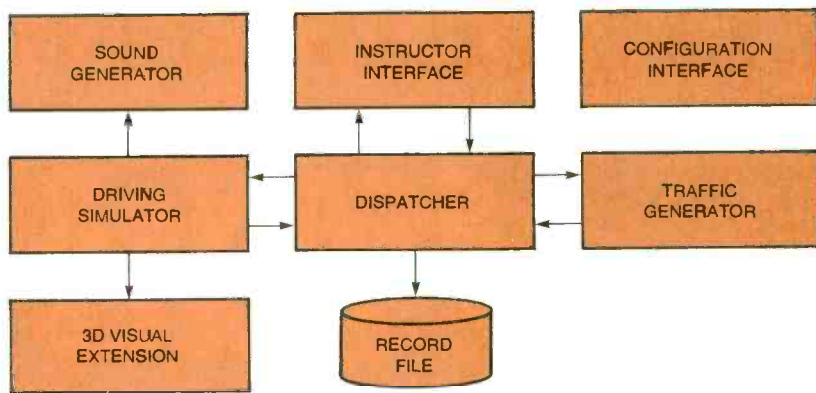 SOUND
GENERATOR
INSTRUCTOR
INTERFACE
CONFIGURATION
INTERFACE
DRIVING
SIMULATOR
DISPATCHER
TRAFFIC
GENERATOR
3D VISUAL
EXTENSION
RECORD
FILE